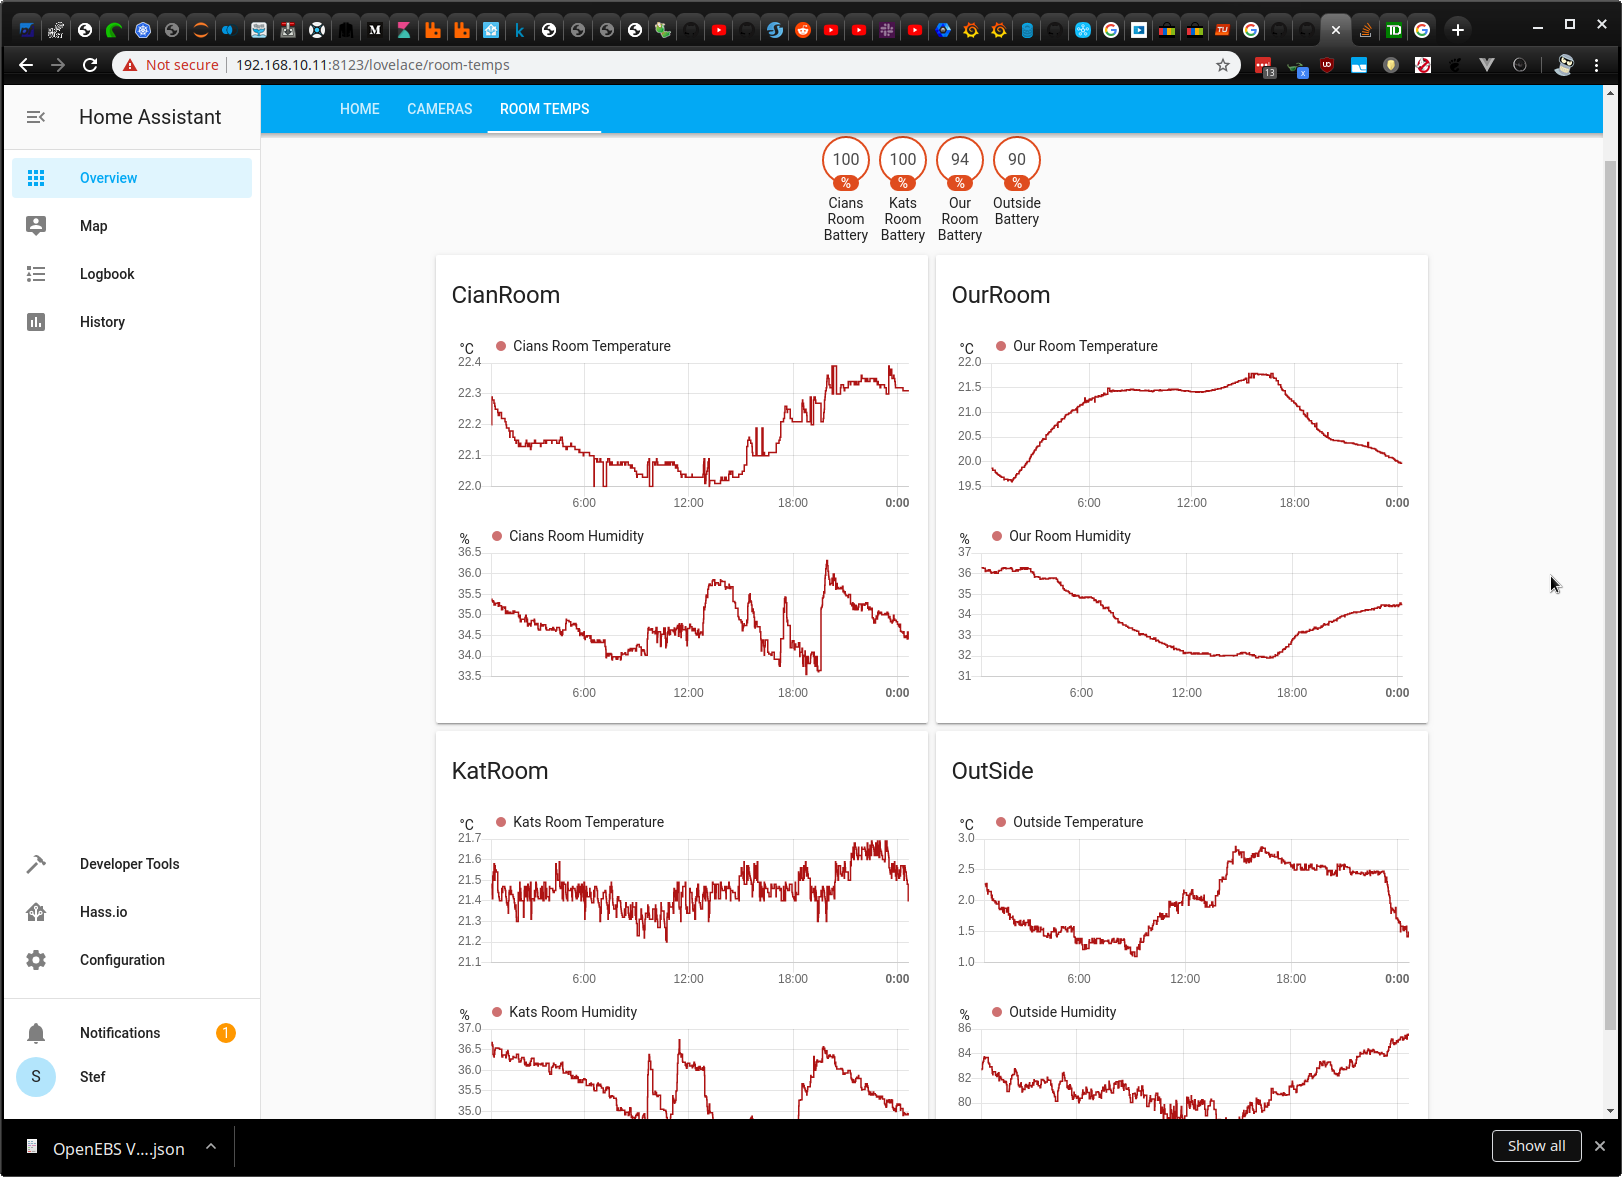 Not secure
192.168.10.11:8123/lovelace/room-temps
13
x
Home Assistant
HOME
CAMERAS
ROOM TEMPS
Overview
Map
Logbook
History
Developer Tools
Hass.io
Configuration
Notifications
1
S
Stef
100
%
Cians
Room
Battery
100
%
Kats
Room
Battery
94
%
Our
Room
Battery
90
%
Outside
Battery
CianRoom
°C
Cians Room Temperature
22.4
22.3
22.2
22.1
22.0
6:00
12:00
18:00
0:00
%
Cians Room Humidity
36.5
36.0
35.5
35.0
34.5
34.0
33.5
6:00
12:00
18:00
0:00
OurRoom
°C
Our Room Temperature
22.0
21.5
21.0
20.5
20.0
19.5
6:00
12:00
18:00
0:00
%
Our Room Humidity
37
36
35
34
33
32
31
6:00
12:00
18:00
0:00
KatRoom
°C
Kats Room Temperature
21.7
21.6
21.5
21.4
21.3
21.2
21.1
6:00
12:00
18:00
0:00
%
Kats Room Humidity
37.0
36.5
36.0
35.5
35.0
OutSide
°C
Outside Temperature
3.0
2.5
2.0
1.5
1.0
6:00
12:00
18:00
0:00
%
Outside Humidity
86
84
82
80
OpenEBS V....json
Show all